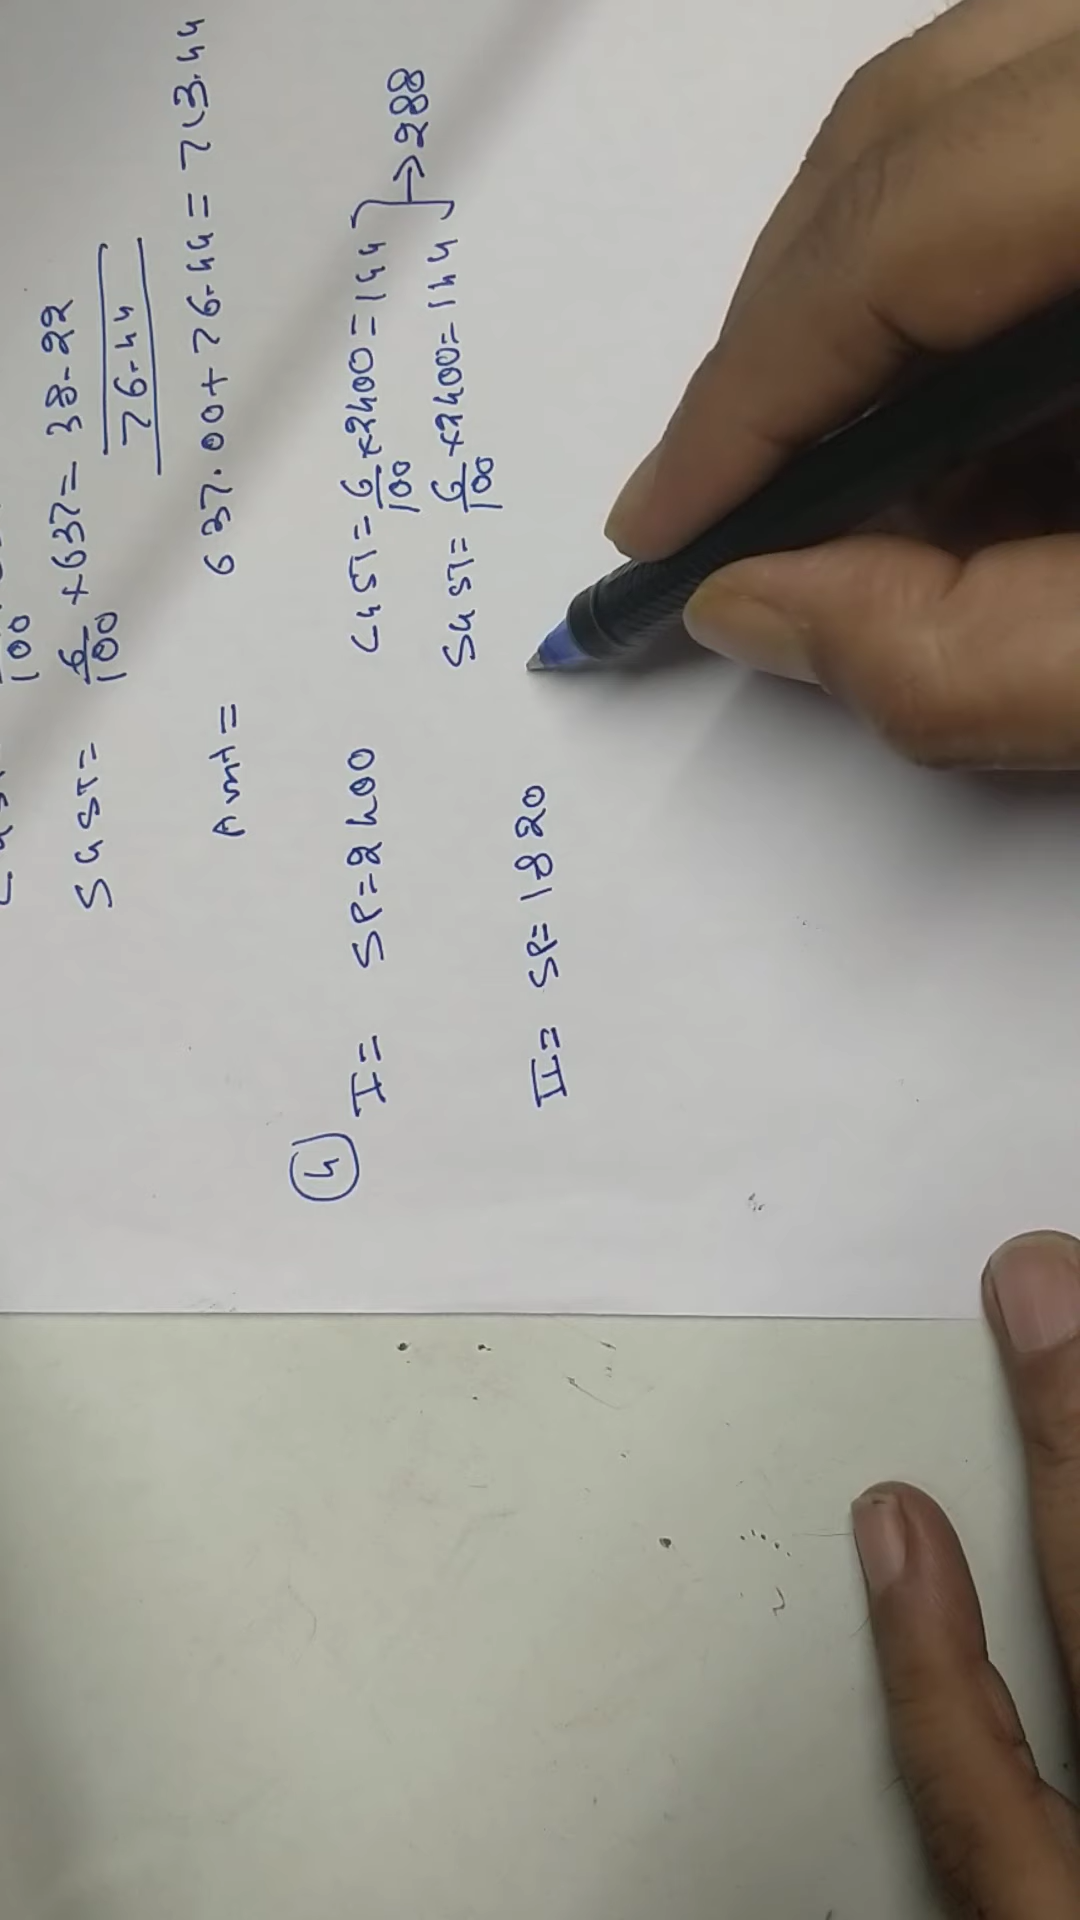 100
SGST = 6/100 × 637 = 38.22
76.44
Amt = 637.00 + 76.44 = 713.44
(4) I = SP = 2400 CGST = 6/100 × 2400 = 144
SGST = 6/100 × 2400 = 144 } → 288
II = SP = 1820